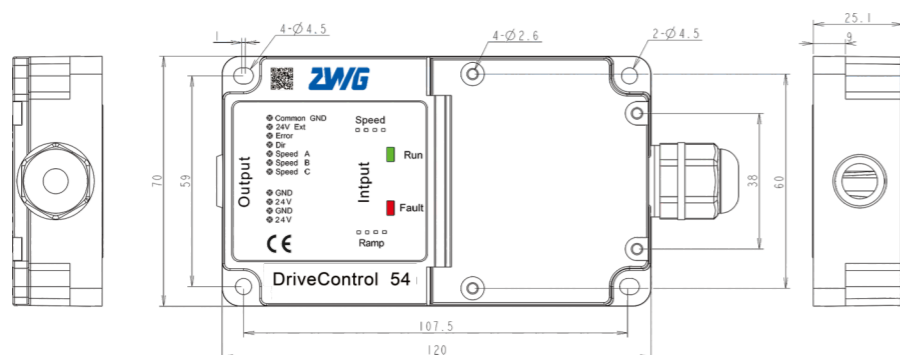 1
4-Ø4.5
4-Ø2.6
2-Ø4.5
25.1
9
ZWG
Common GND
24V Ext
Error
Dir
Speed A
Speed B
Speed C
GND
24V
GND
24V
Output
Speed
Run
Intput
Fault
Ramp
CE
DriveControl 54
70
59
38
60
107.5
120